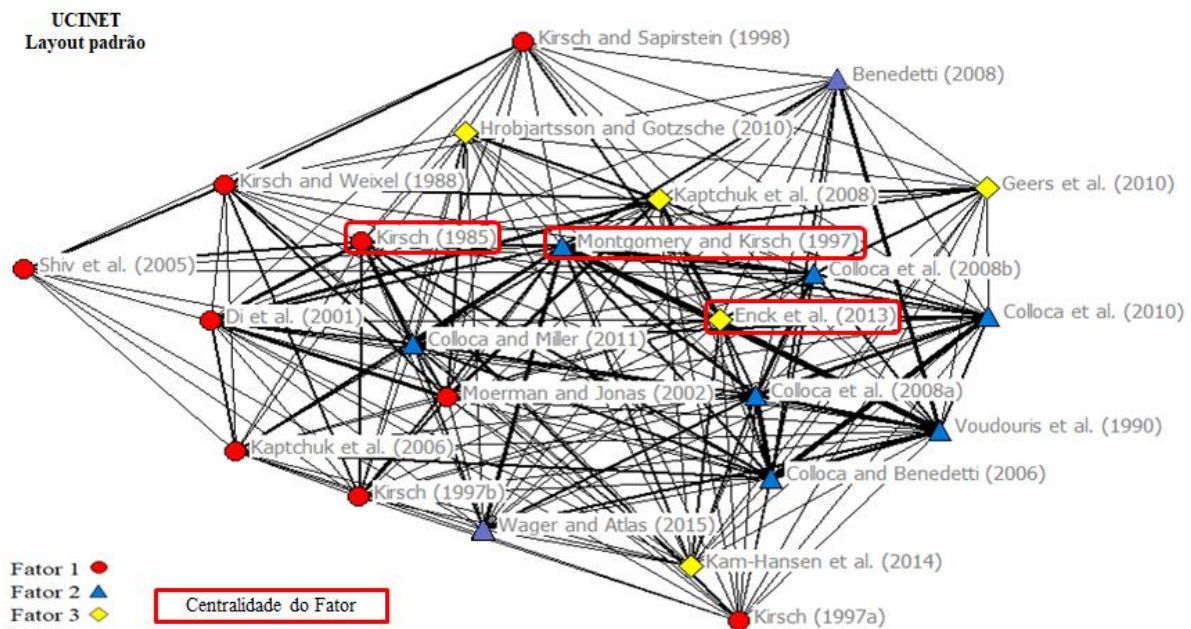 UCINET
Layout padrão
Kirsch and Sapirstein (1998)
Benedetti (2008)
Hrobjartsson and Gotzsche (2010)
Kirsch and Weixel (1988)
Kaptchuk et al. (2008)
Geers et al. (2010)
Kirsch (1985)
Montgomery and Kirsch (1997)
Shiv et al. (2005)
Colloca et al. (2008b)
Di et al. (2001)
Enck et al. (2013)
Colloca et al. (2010)
Colloca and Miller (2011)
Moerman and Jonas (2002)
Colloca et al. (2008a)
Voudouris et al. (1990)
Kaptchuk et al. (2006)
Colloca and Benedetti (2006)
Kirsch (1997b)
Wager and Atlas (2015)
Kam-Hansen et al. (2014)
Kirsch (1997a)
Fator 1
Fator 2
Fator 3
Centralidade do Fator